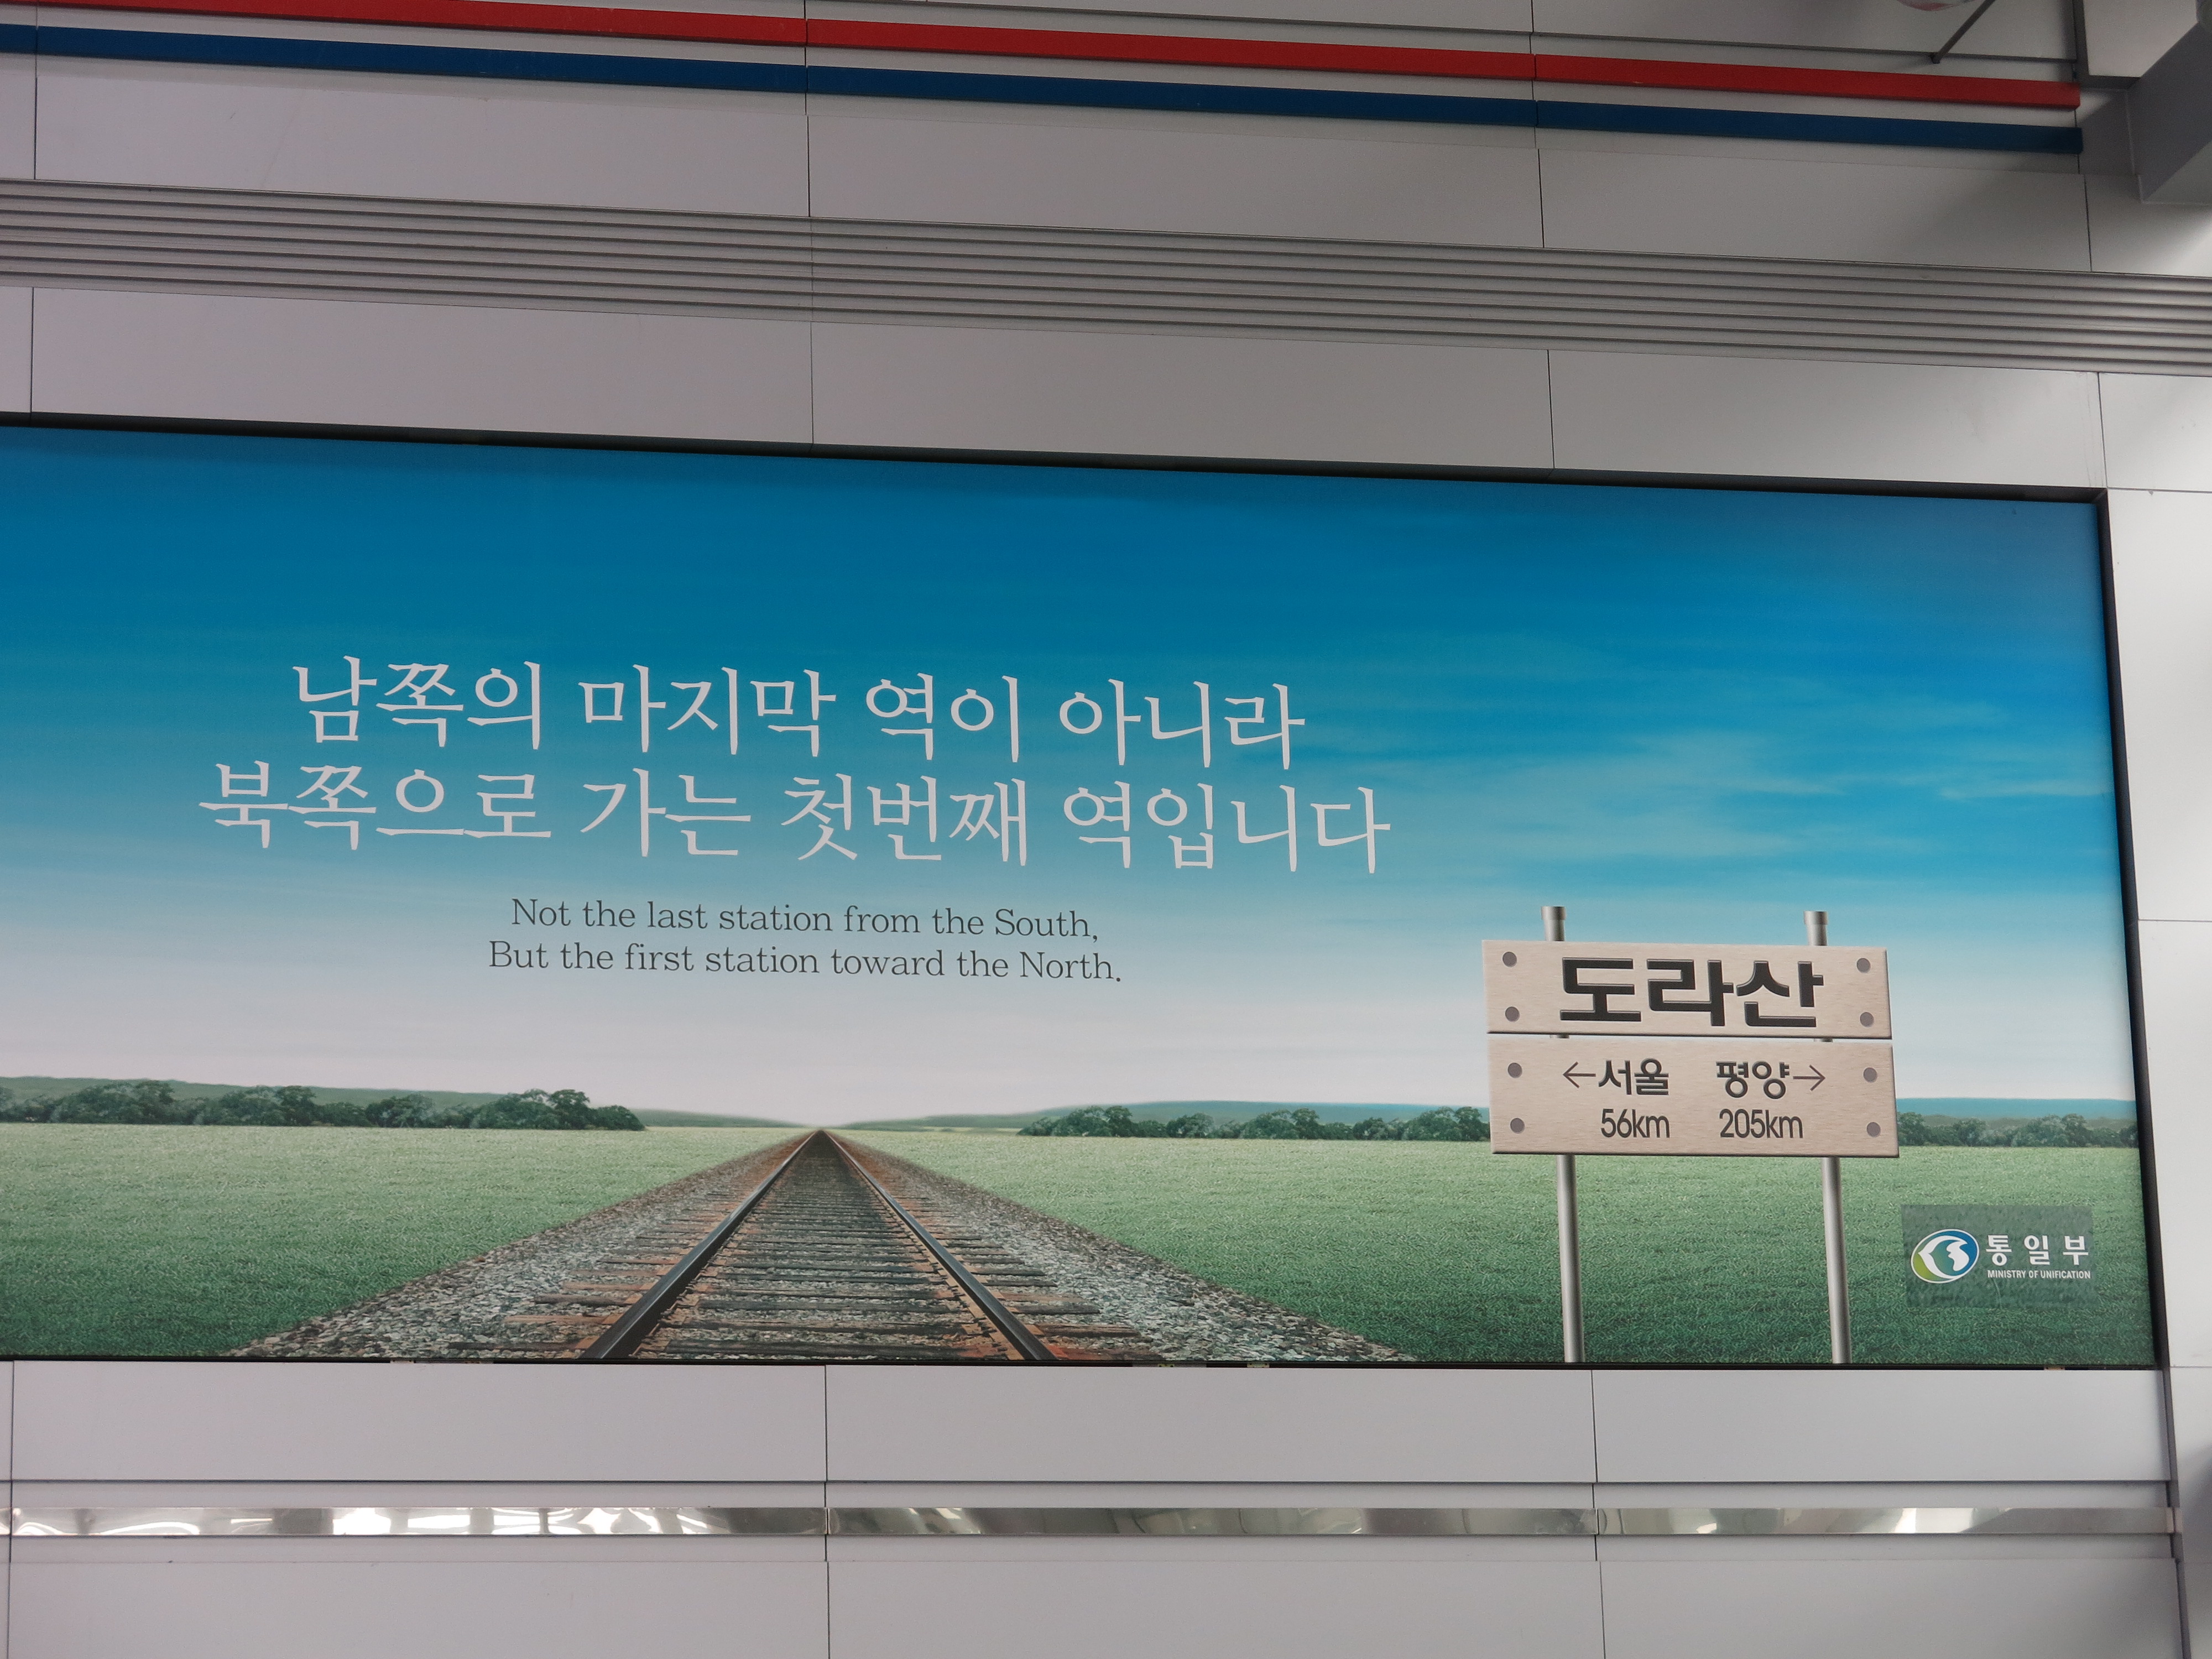 남쪽의 마지막 역이 아니라
북쪽으로 가는 첫번째 역입니다
Not the last station from the South,
But the first station toward the North.
도라산
←서울 평양→
56km 205km
통일부
MINISTRY OF UNIFICATION